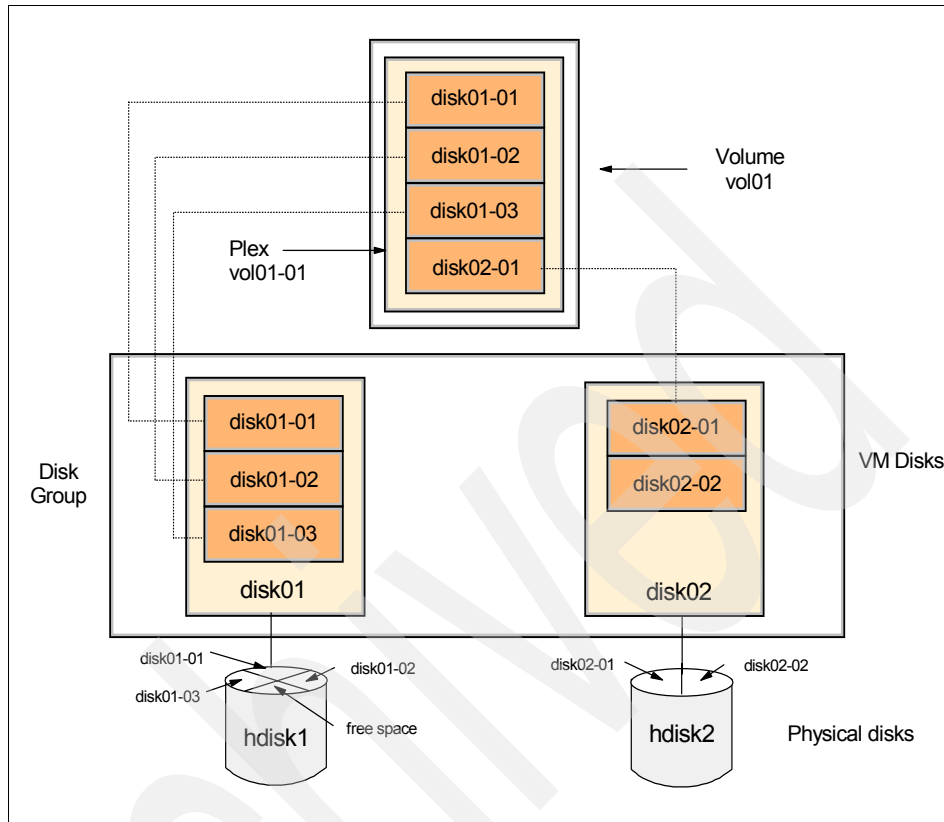 disk01-01
disk01-02
disk01-03
disk02-01
Volume
vol01
Plex
vol01-01
disk01-01
disk01-02
disk01-03
disk01
disk02-01
disk02-02
disk02
Disk
Group
VM Disks
disk01-01
disk01-02
disk01-03
free space
hdisk1
disk02-01
disk02-02
hdisk2
Physical disks